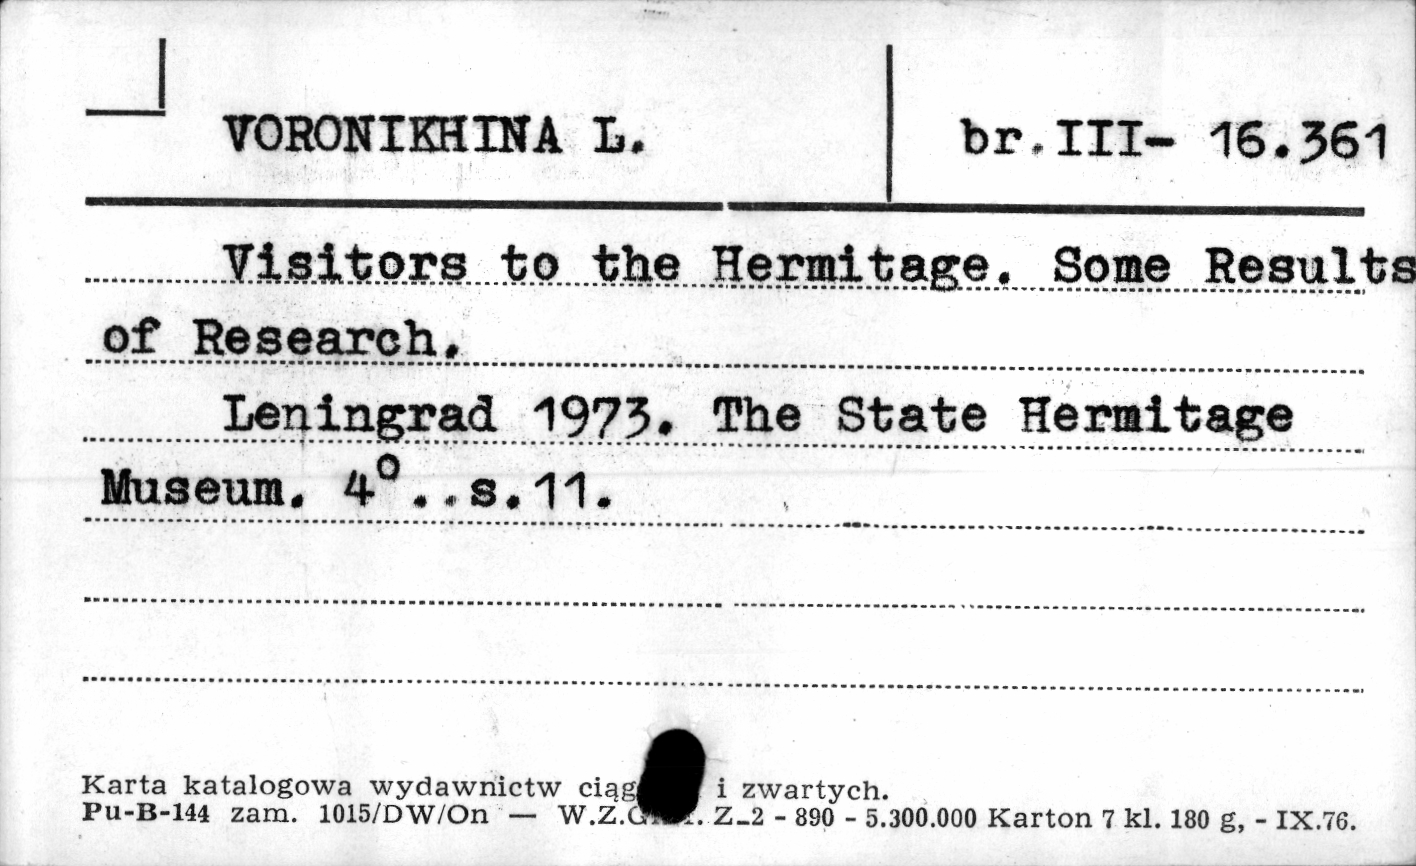 VORONIKHINA L.
br.III- 16.361
Visitors to the Hermitage. Some Results
of Research.
Leningrad 1973. The State Hermitage
Museum. 4°..s.11.
Karta katalogowa wydawnictw i zwartych.
Pu-B-144 zam. 1015/DW/On — Z-2 - 890 - 5.300.000 Karton 7 kl. 180 g, - IX.76.